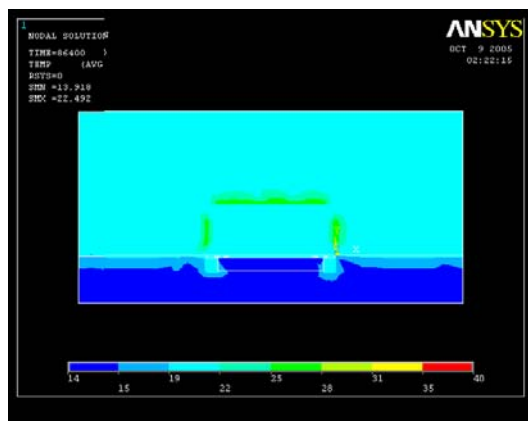 1
NODAL SOLUTION
TIME=86400 )
TEMP (AVG
RSYS=0
SMN =13.918
SMX =22.492
ANSYS
OCT 9 2005
02:22:15
X
14 15 19 22 25 28 31 35 40